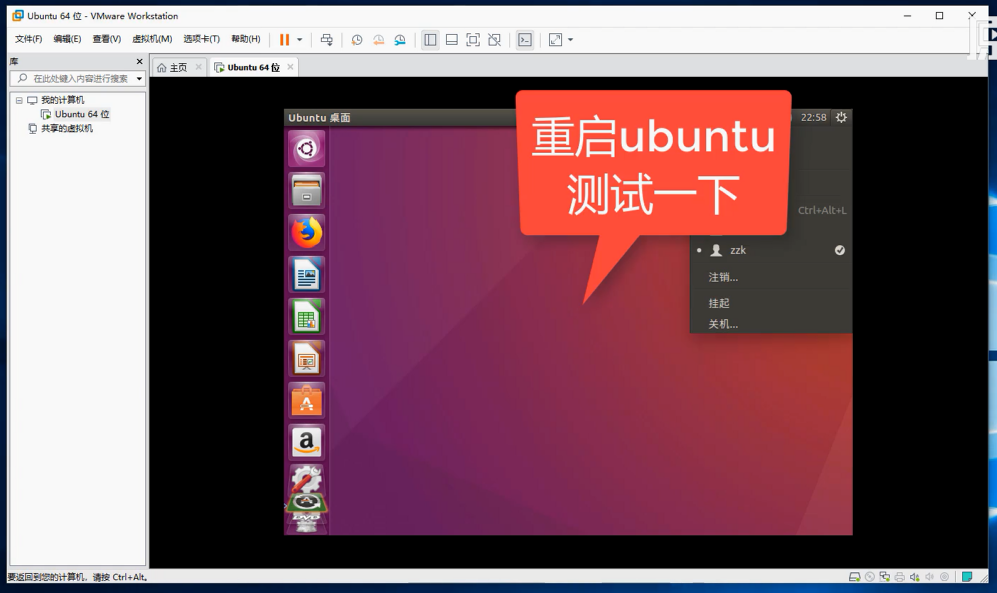 Ubuntu 64 位 - VMware Workstation
文件(F) 编辑(E) 查看(V) 虚拟机(M) 选项卡(T) 帮助(H)
库
主页
Ubuntu 64 位
在此处键入内容进行搜索
我的计算机
Ubuntu 64 位
共享的虚拟机
Ubuntu 桌面
22:58
重启ubuntu
测试一下
Ctrl+Alt+L
zzk
注销...
挂起
关机...
要返回到您的计算机，请按 Ctrl+Alt。